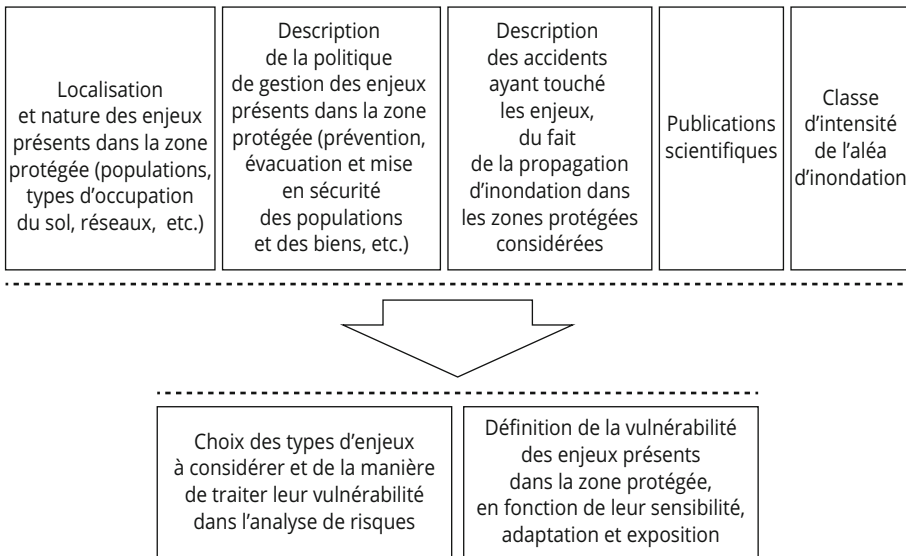 Localisation
et nature des enjeux
présents dans la zone
protégée (populations,
types d’occupation
du sol, réseaux, etc.)
Description
de la politique
de gestion des enjeux
présents dans la zone
protégée (prévention,
évacuation et mise
en sécurité
des populations
et des biens, etc.)
Description
des accidents
ayant touché
les enjeux,
du fait
de la propagation
d’inondation dans
les zones protégées
considérées
Publications
scientifiques
Classe
d’intensité
de l’aléa
d’inondation
Choix des types d’enjeux
à considérer et de la manière
de traiter leur vulnérabilité
dans l’analyse de risques
Définition de la vulnérabilité
des enjeux présents
dans la zone protégée,
en fonction de leur sensibilité,
adaptation et exposition